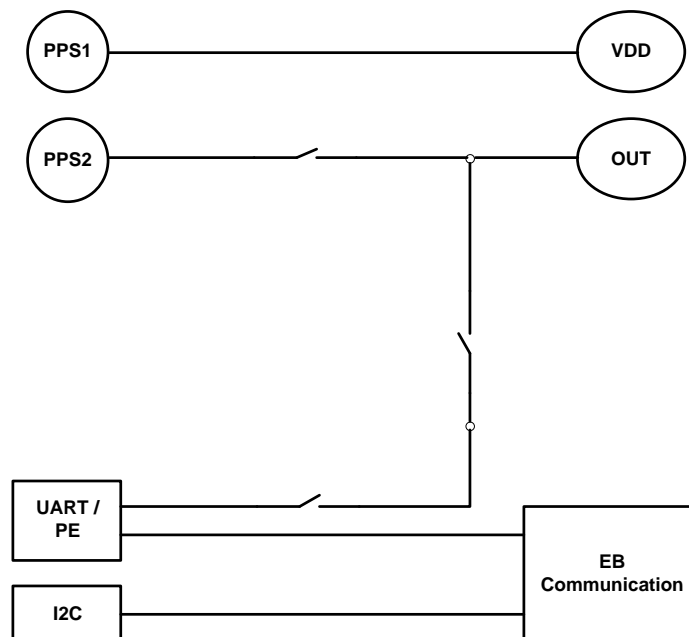 PPS1
VDD
PPS2
OUT
UART /
PE
EB
Communication
I2C